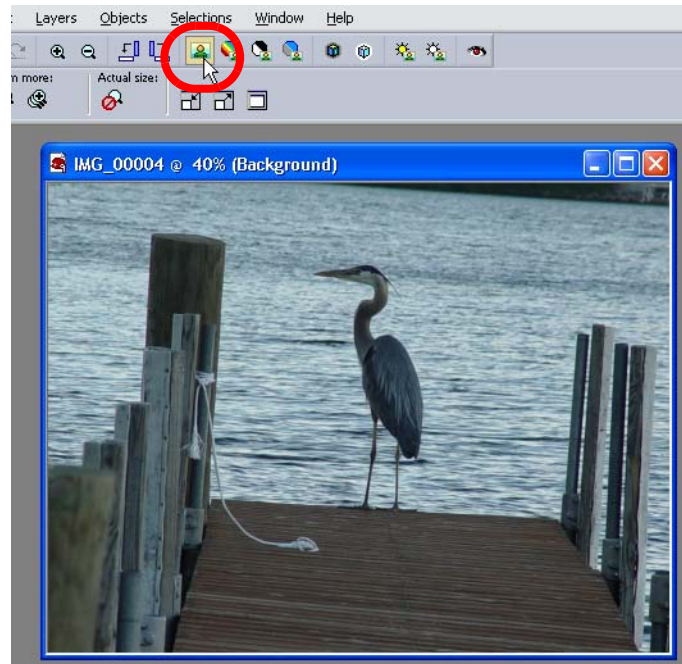 Layers Objects Selections Window Help
more: Actual size:
IMG_00004 @ 40% (Background)